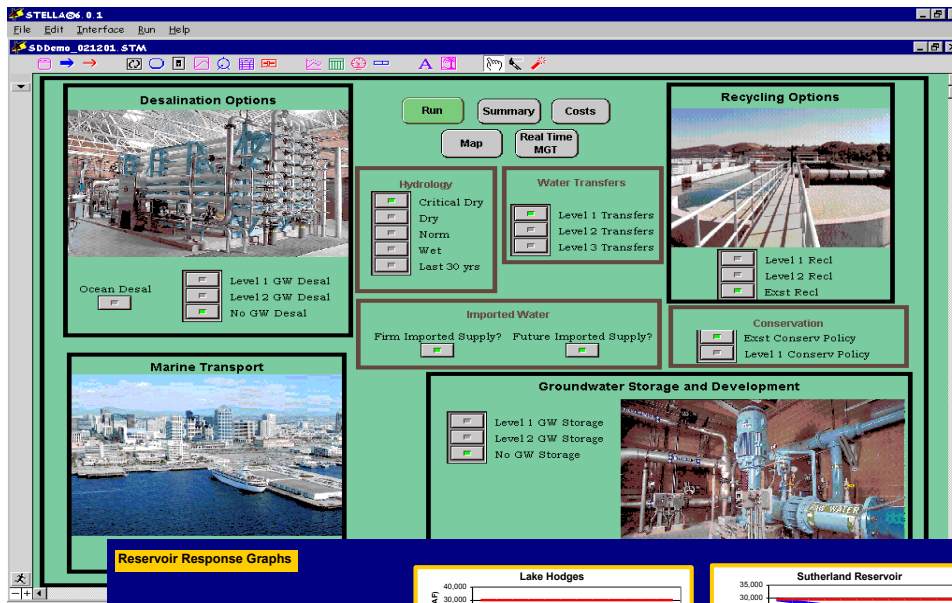 STELLA®6.0.1
File Edit Interface Run Help
SDDemo_021201.STM
A
Desalination Options
Ocean Desal
Level 1 GW Desal
Level 2 GW Desal
No GW Desal
Run
Summary
Costs
Map
Real Time
MGT
Hydrology
Critical Dry
Dry
Norm
Wet
Last 30 yrs
Water Transfers
Level 1 Transfers
Level 2 Transfers
Level 3 Transfers
Recycling Options
Level 1 Recl
Level 2 Recl
Exst Recl
Imported Water
Firm Imported Supply? Future Imported Supply?
Conservation
Exst Conserv Policy
Level 1 Conserv Policy
Marine Transport
Groundwater Storage and Development
Level 1 GW Storage
Level 2 GW Storage
No GW Storage
RAW WATER
Reservoir Response Graphs
Lake Hodges
40,000
30,000
Sutherland Reservoir
35,000
30,000